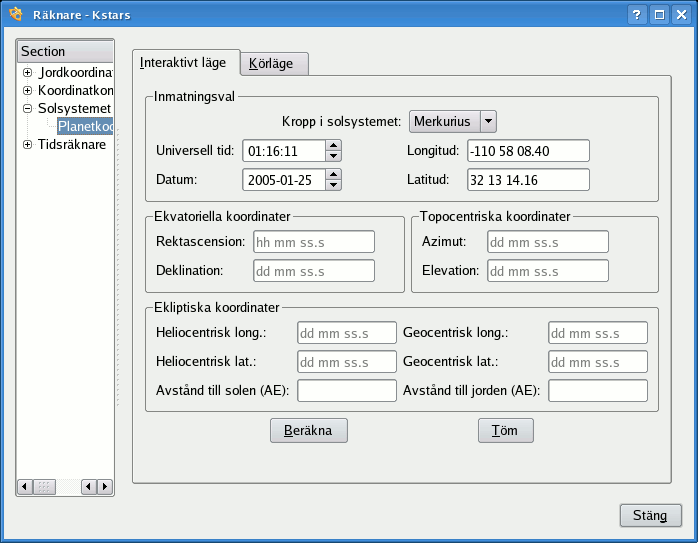 Räknare - Kstars
Section
Jordkoordinat
Koordinatkon
Solsystemet
Planetkoo
Tidsräknare
Interaktivt läge
Körläge
Inmatningsval
Kropp i solsystemet: Merkurius
Universell tid: 01:16:11 Longitud: -110 58 08.40
Datum: 2005-01-25 Latitud: 32 13 14.16
Ekvatoriella koordinater
Rektascension: hh mm ss.s
Deklination: dd mm ss.s
Topocentriska koordinater
Azimut: dd mm ss.s
Elevation: dd mm ss.s
Ekliptiska koordinater
Heliocentrisk long.: dd mm ss.s Geocentrisk long.: dd mm ss.s
Heliocentrisk lat.: dd mm ss.s Geocentrisk lat.: dd mm ss.s
Avstånd till solen (AE): Avstånd till jorden (AE):
Beräkna Töm
Stäng